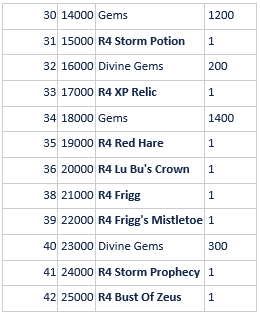 30 14000 Gems 1200
31 15000 R4 Storm Potion 1
32 16000 Divine Gems 200
33 17000 R4 XP Relic 1
34 18000 Gems 1400
35 19000 R4 Red Hare 1
36 20000 R4 Lu Bu's Crown 1
38 21000 R4 Frigg 1
39 22000 R4 Frigg's Mistletoe 1
40 23000 Divine Gems 300
41 24000 R4 Storm Prophecy 1
42 25000 R4 Bust Of Zeus 1